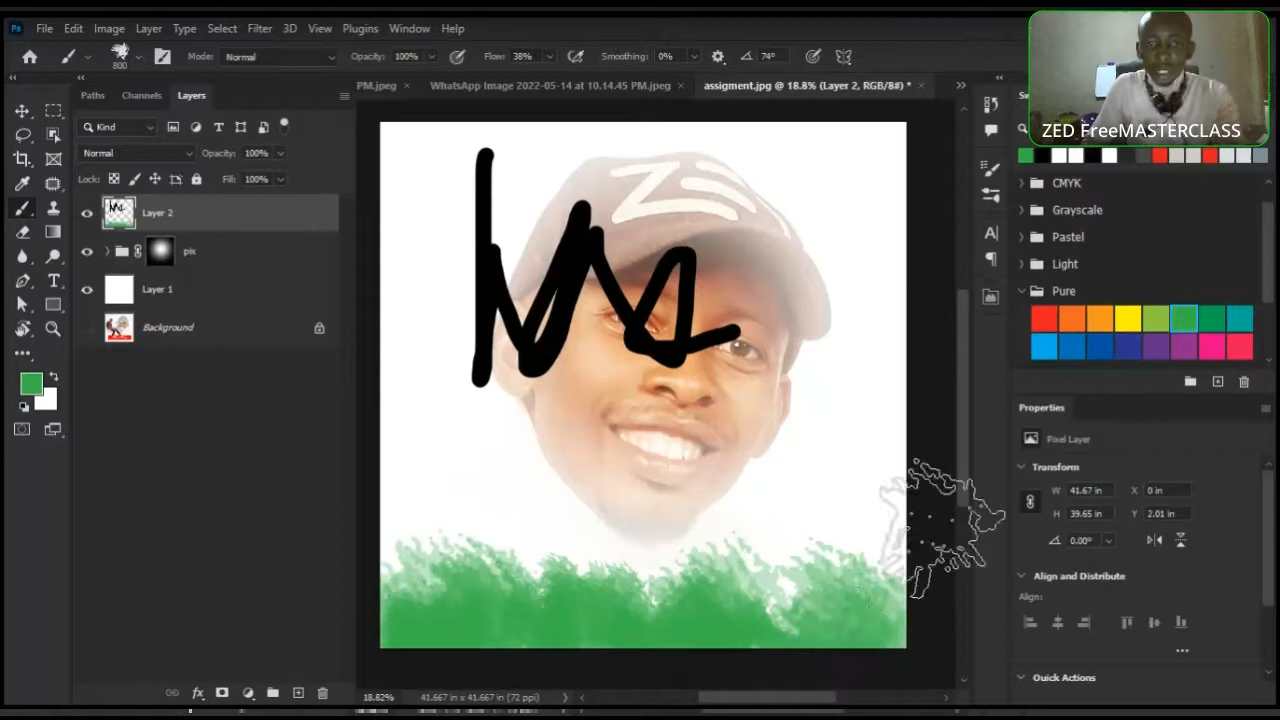 Ps File Edit Image Layer Type Select Filter 3D View Plugins Window Help
800 Mode: Normal Opacity: 100% Flow: 38% Smoothing: 0% 74°
PM.jpeg × WhatsApp Image 2022-05-14 at 10.14.45 PM.jpeg × assigment.jpg @ 18.8% (Layer 2, RGB/8#) * ×
ZED FreeMASTERCLASS
Paths Channels Layers
Kind
Normal Opacity: 100%
Lock: Fill: 100%
Layer 2
pix
Layer 1
Background
CMYK
Grayscale
Pastel
Light
Pure
Properties
Pixel Layer
Transform
W 41.67 in X 0 in
H 39.65 in Y 2.01 in
0.00°
Align and Distribute
Align:
Quick Actions
fx
18.82% 41.667 in x 41.667 in (72 ppi)